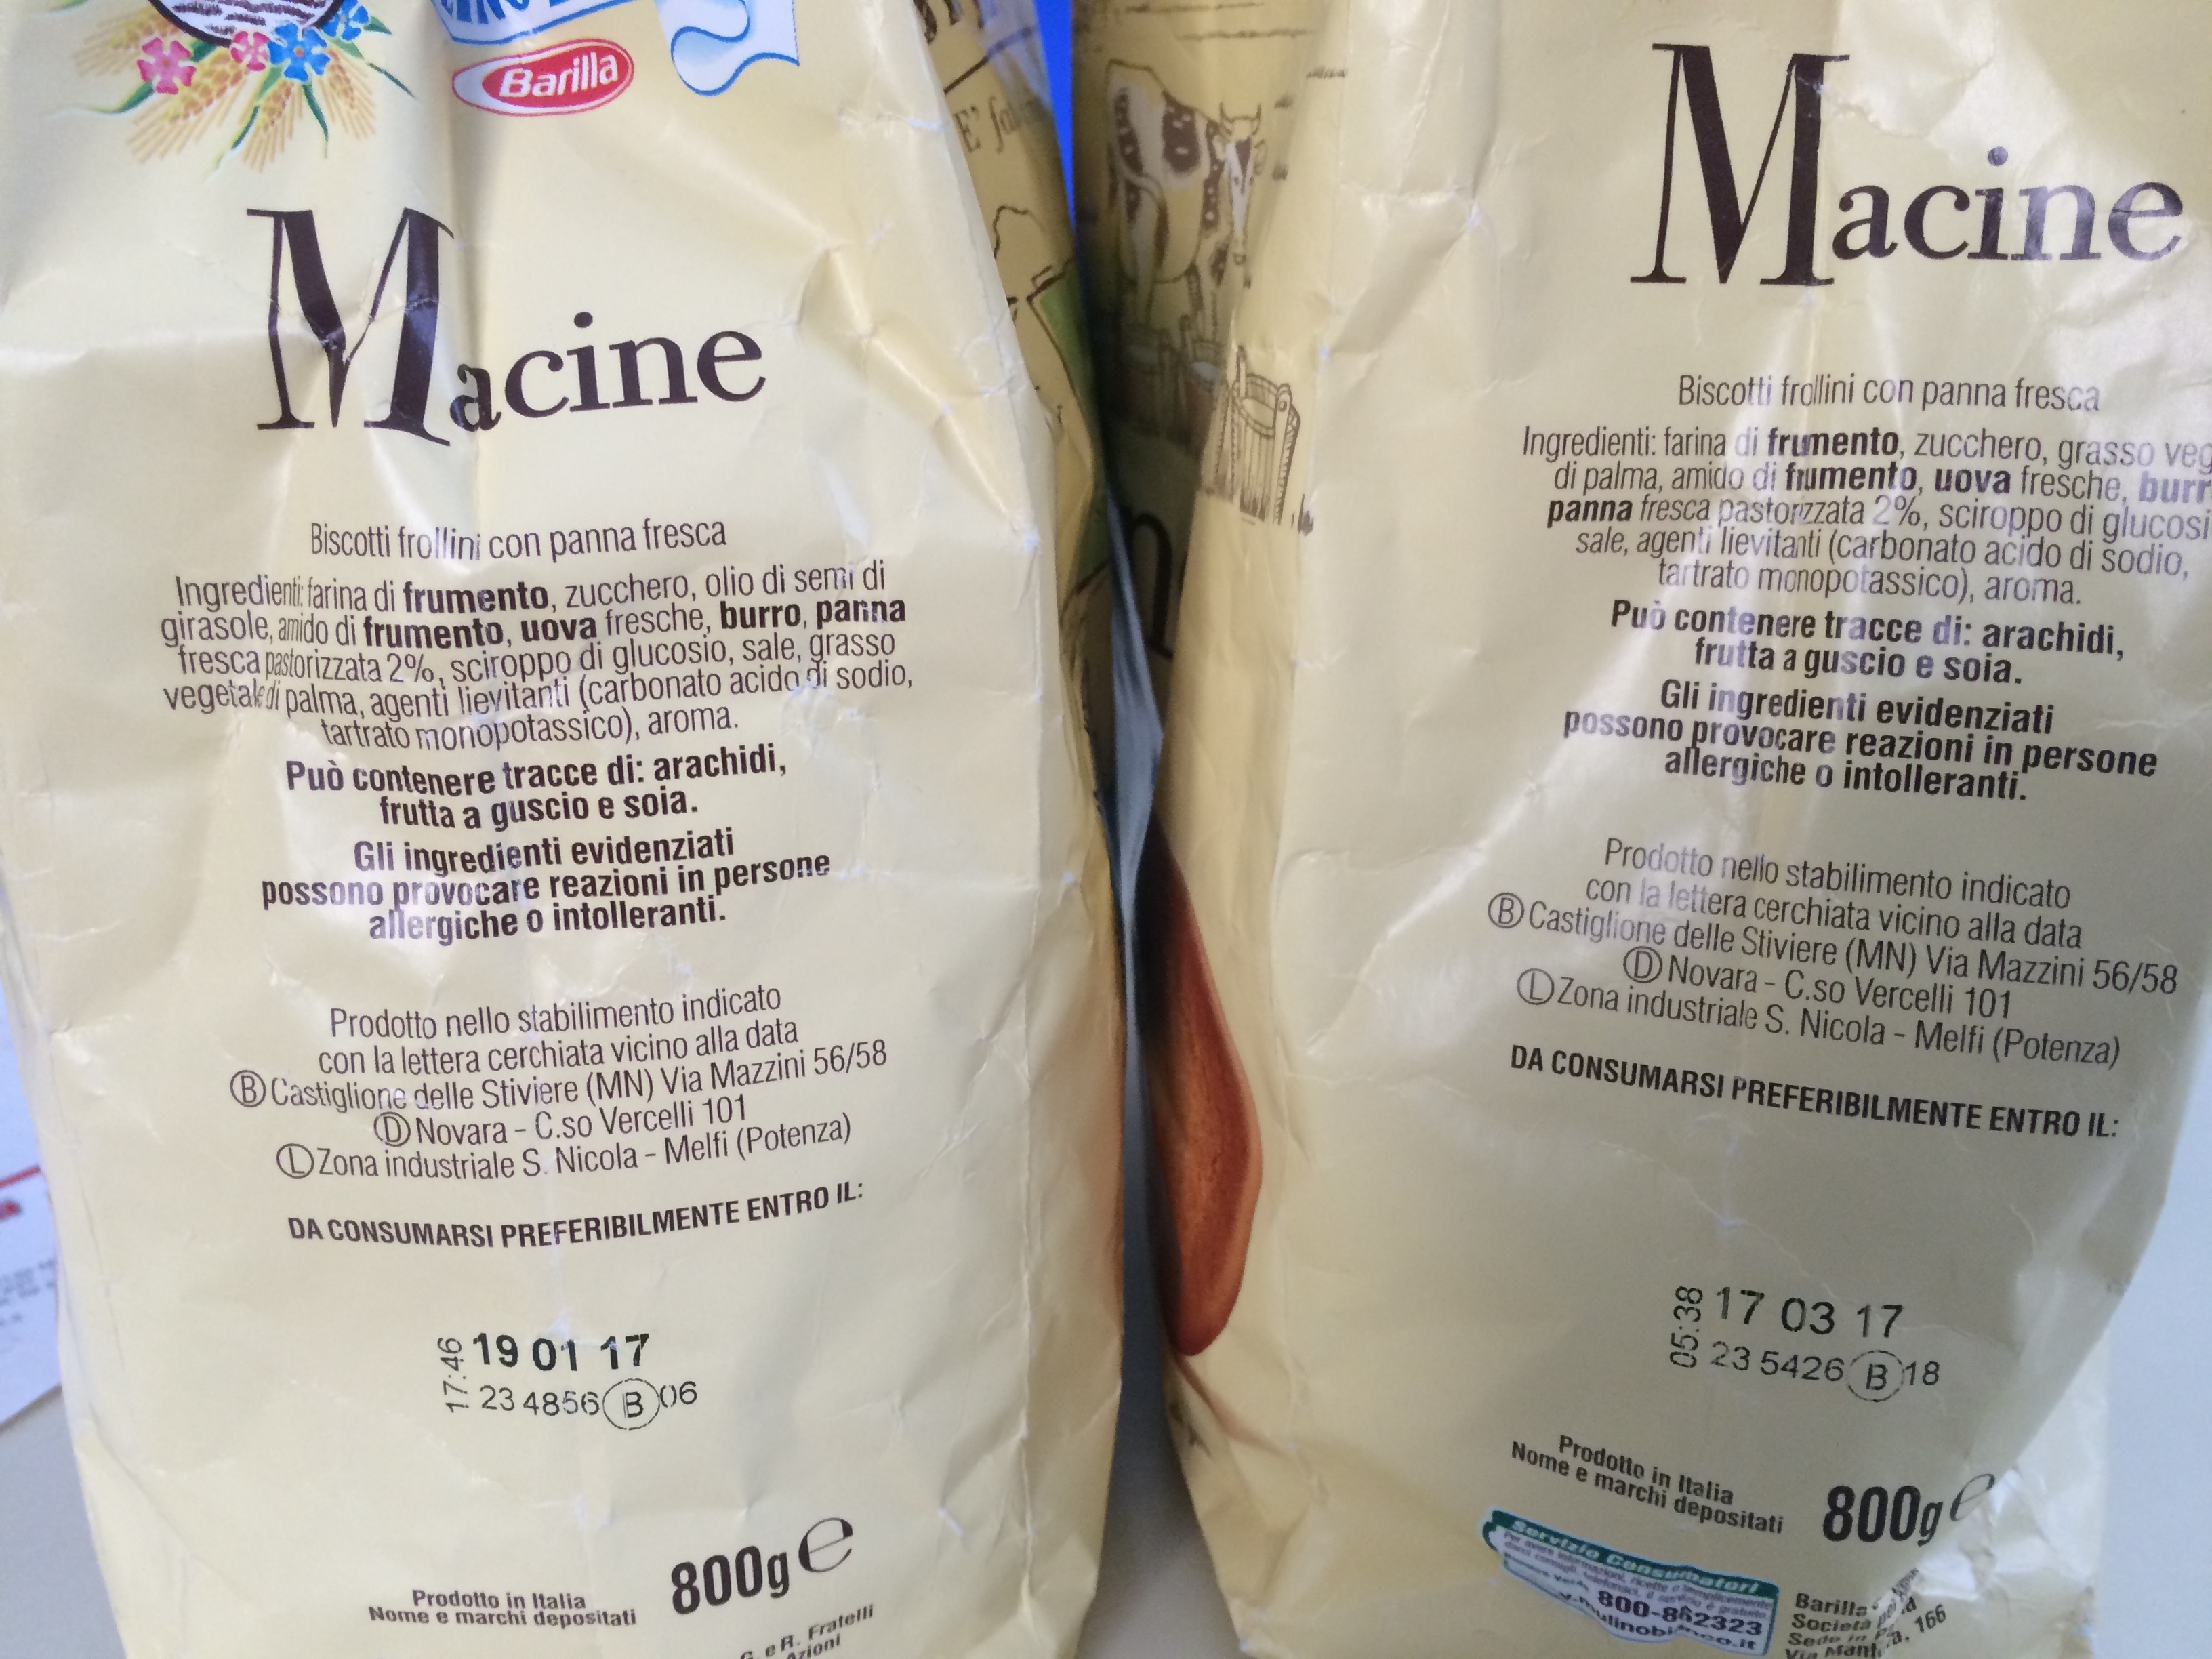 Barilla
Macine
Biscotti frollini con panna fresca
Ingredienti: farina di frumento, zucchero, olio di semi di
girasole, amido di frumento, uova fresche, burro, panna
fresca pastorizzata 2%, sciroppo di glucosio, sale, grasso
vegetale di palma, agenti lievitanti (carbonato acido di sodio,
tartrato monopotassico), aroma.
Può contenere tracce di: arachidi,
frutta a guscio e soia.
Gli ingredienti evidenziati
possono provocare reazioni in persone
allergiche o intolleranti.
Prodotto nello stabilimento indicato
con la lettera cerchiata vicino alla data
Ⓑ Castiglione delle Stiviere (MN) Via Mazzini 56/58
Ⓓ Novara - C.so Vercelli 101
Ⓛ Zona industriale S. Nicola - Melfi (Potenza)
DA CONSUMARSI PREFERIBILMENTE ENTRO IL:
17:46
19 01 17
23 4856 Ⓑ 06
Prodotto in Italia
Nome e marchi depositati
800g e
G. e R. Fratelli
Azioni
E'
Macine
Biscotti frollini con panna fresca
Ingredienti: farina di frumento, zucchero, grasso veg
di palma, amido di frumento, uova fresche, burr
panna fresca pastorizzata 2%, sciroppo di glucosi
sale, agenti lievitanti (carbonato acido di sodio,
tartrato monopotassico), aroma.
Può contenere tracce di: arachidi,
frutta a guscio e soia.
Gli ingredienti evidenziati
possono provocare reazioni in persone
allergiche o intolleranti.
Prodotto nello stabilimento indicato
con la lettera cerchiata vicino alla data
Ⓑ Castiglione delle Stiviere (MN) Via Mazzini 56/58
Ⓓ Novara - C.so Vercelli 101
Ⓛ Zona industriale S. Nicola - Melfi (Potenza)
DA CONSUMARSI PREFERIBILMENTE ENTRO IL:
05:38
17 03 17
23 5426 Ⓑ 18
Prodotto in Italia
Nome e marchi depositati
800g e
Servizio Consumatori
800-862323
Barilla
Società
Sede in
Via 166